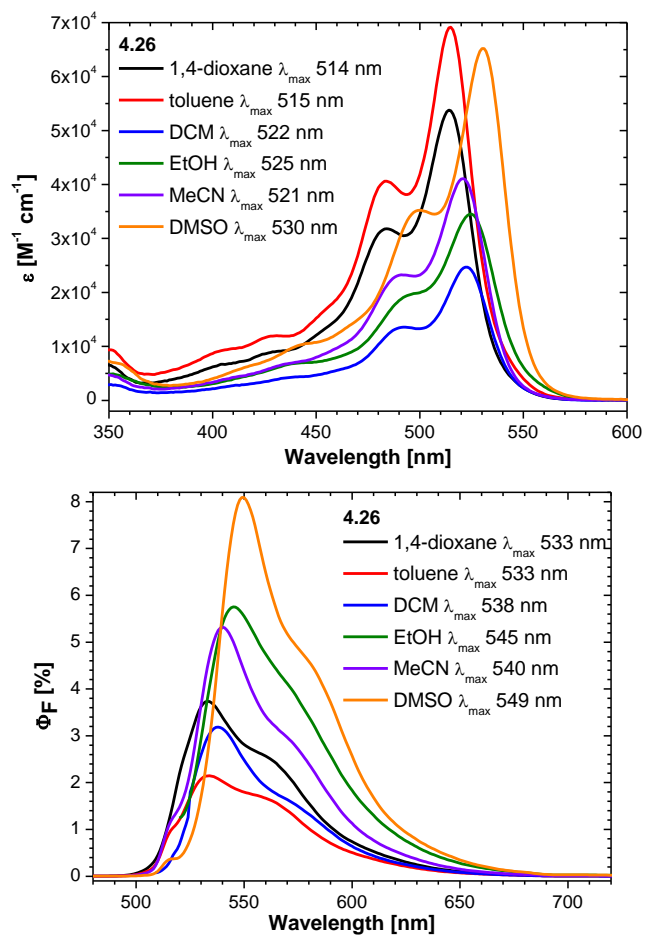 7x10⁴
6x10⁴
5x10⁴
4x10⁴
3x10⁴
2x10⁴
1x10⁴
0
ε [M⁻¹ cm⁻¹]
4.26
1,4-dioxane λmax 514 nm
toluene λmax 515 nm
DCM λmax 522 nm
EtOH λmax 525 nm
MeCN λmax 521 nm
DMSO λmax 530 nm
350 400 450 500 550 600
Wavelength [nm]
8
7
6
5
4
3
2
1
0
ΦF [%]
4.26
1,4-dioxane λmax 533 nm
toluene λmax 533 nm
DCM λmax 538 nm
EtOH λmax 545 nm
MeCN λmax 540 nm
DMSO λmax 549 nm
500 550 600 650 700
Wavelength [nm]